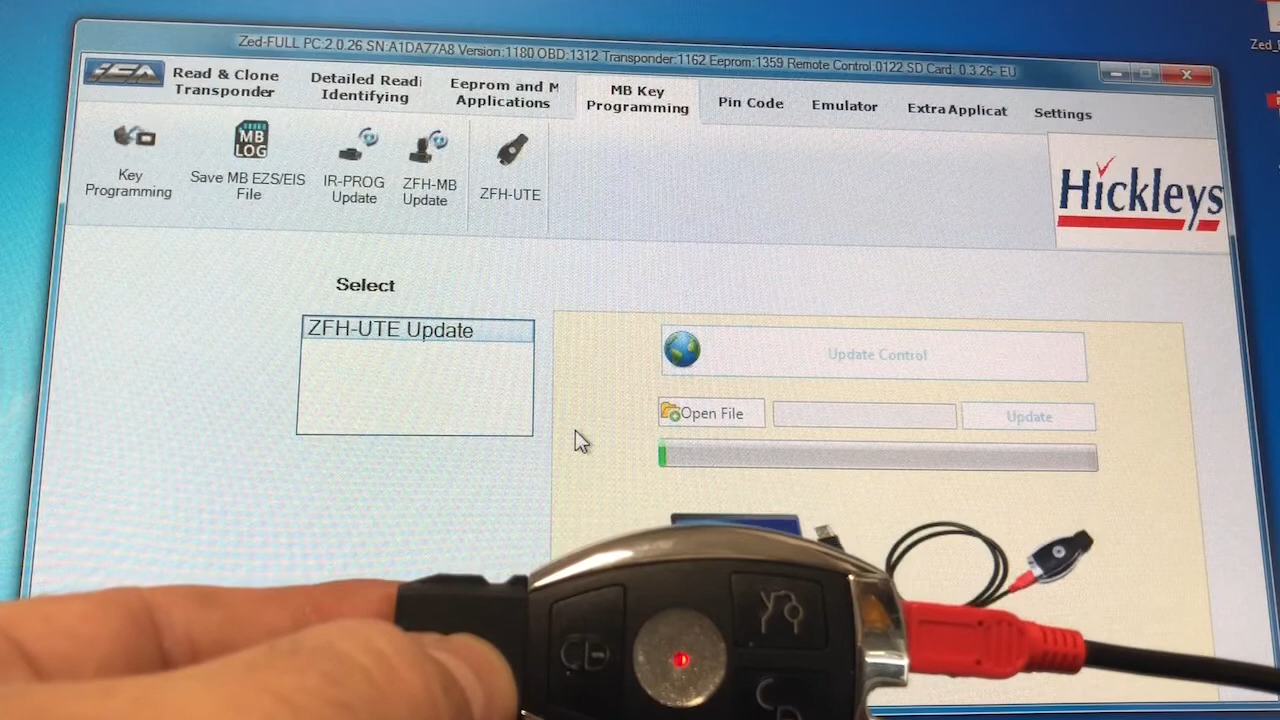 Zed-FULL PC:2.0.26 SN:A1DA77A8 Version:1180 OBD:1312 Transponder:1162 Eeprom:1359 Remote Control:0122 SD Card: 0.3.26- EU
Zed_
Read & Clone
Transponder
Detailed Readi
Identifying
Eeprom and M
Applications
MB Key
Programming
Pin Code
Emulator
Extra Applicat
Settings
Key
Programming
MB
LOG
Save MB EZS/EIS
File
IR-PROG
Update
ZFH-MB
Update
ZFH-UTE
Hickleys
Select
ZFH-UTE Update
Update Control
Open File
Update